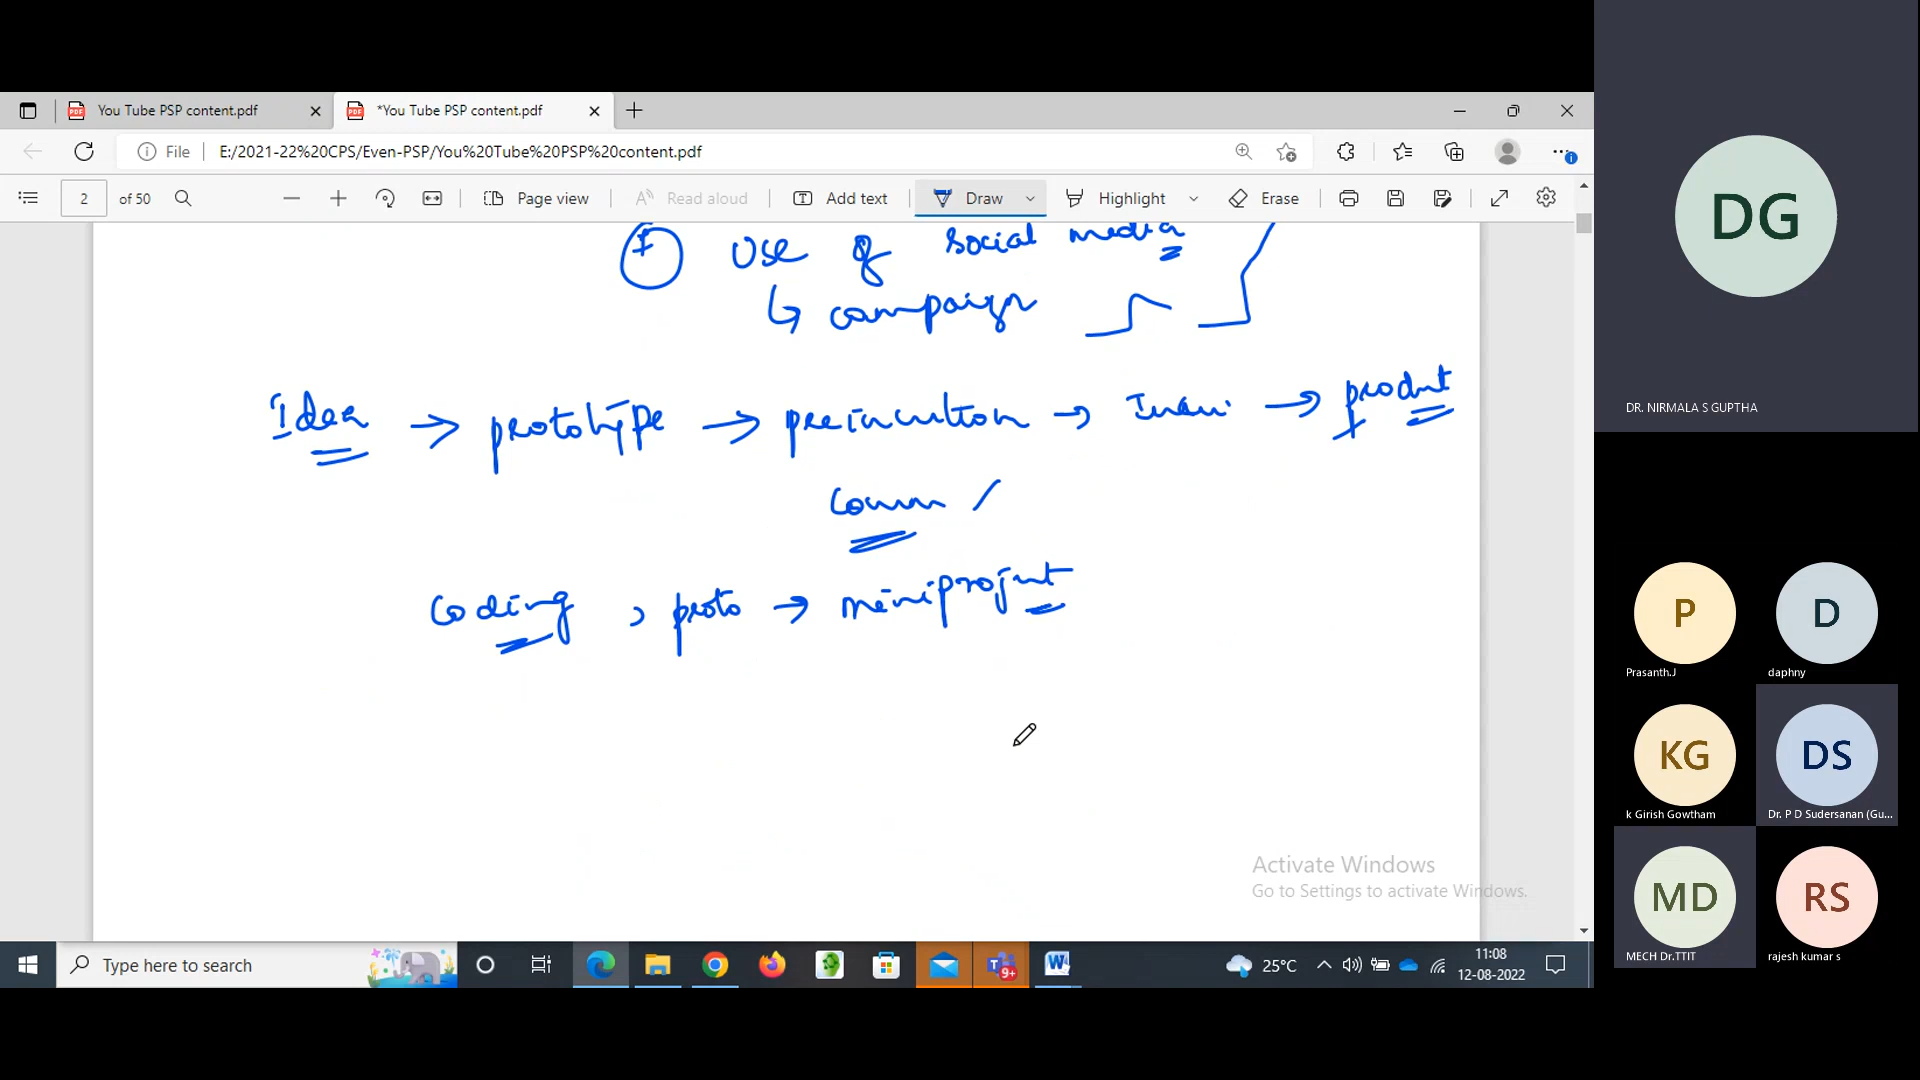 You Tube PSP content.pdf
*You Tube PSP content.pdf
File E:/2021-22%20CPS/Even-PSP/You%20Tube%20PSP%20content.pdf
2 of 50 Page view Read aloud Add text Draw Highlight Erase
I Use of social media
campaign
Idea → prototype → preincution → → product
Comm /
Coding , proto → miniproject
Activate Windows
Go to Settings to activate Windows.
Type here to search
9+
25°C
11:08
12-08-2022
DG
DR. NIRMALA S GUPTHA
P D
Prasanth.J daphny
KG DS
k Girish Gowtham Dr. P D Sudersanan (Gu...
MD RS
MECH Dr.TTIT rajesh kumar s